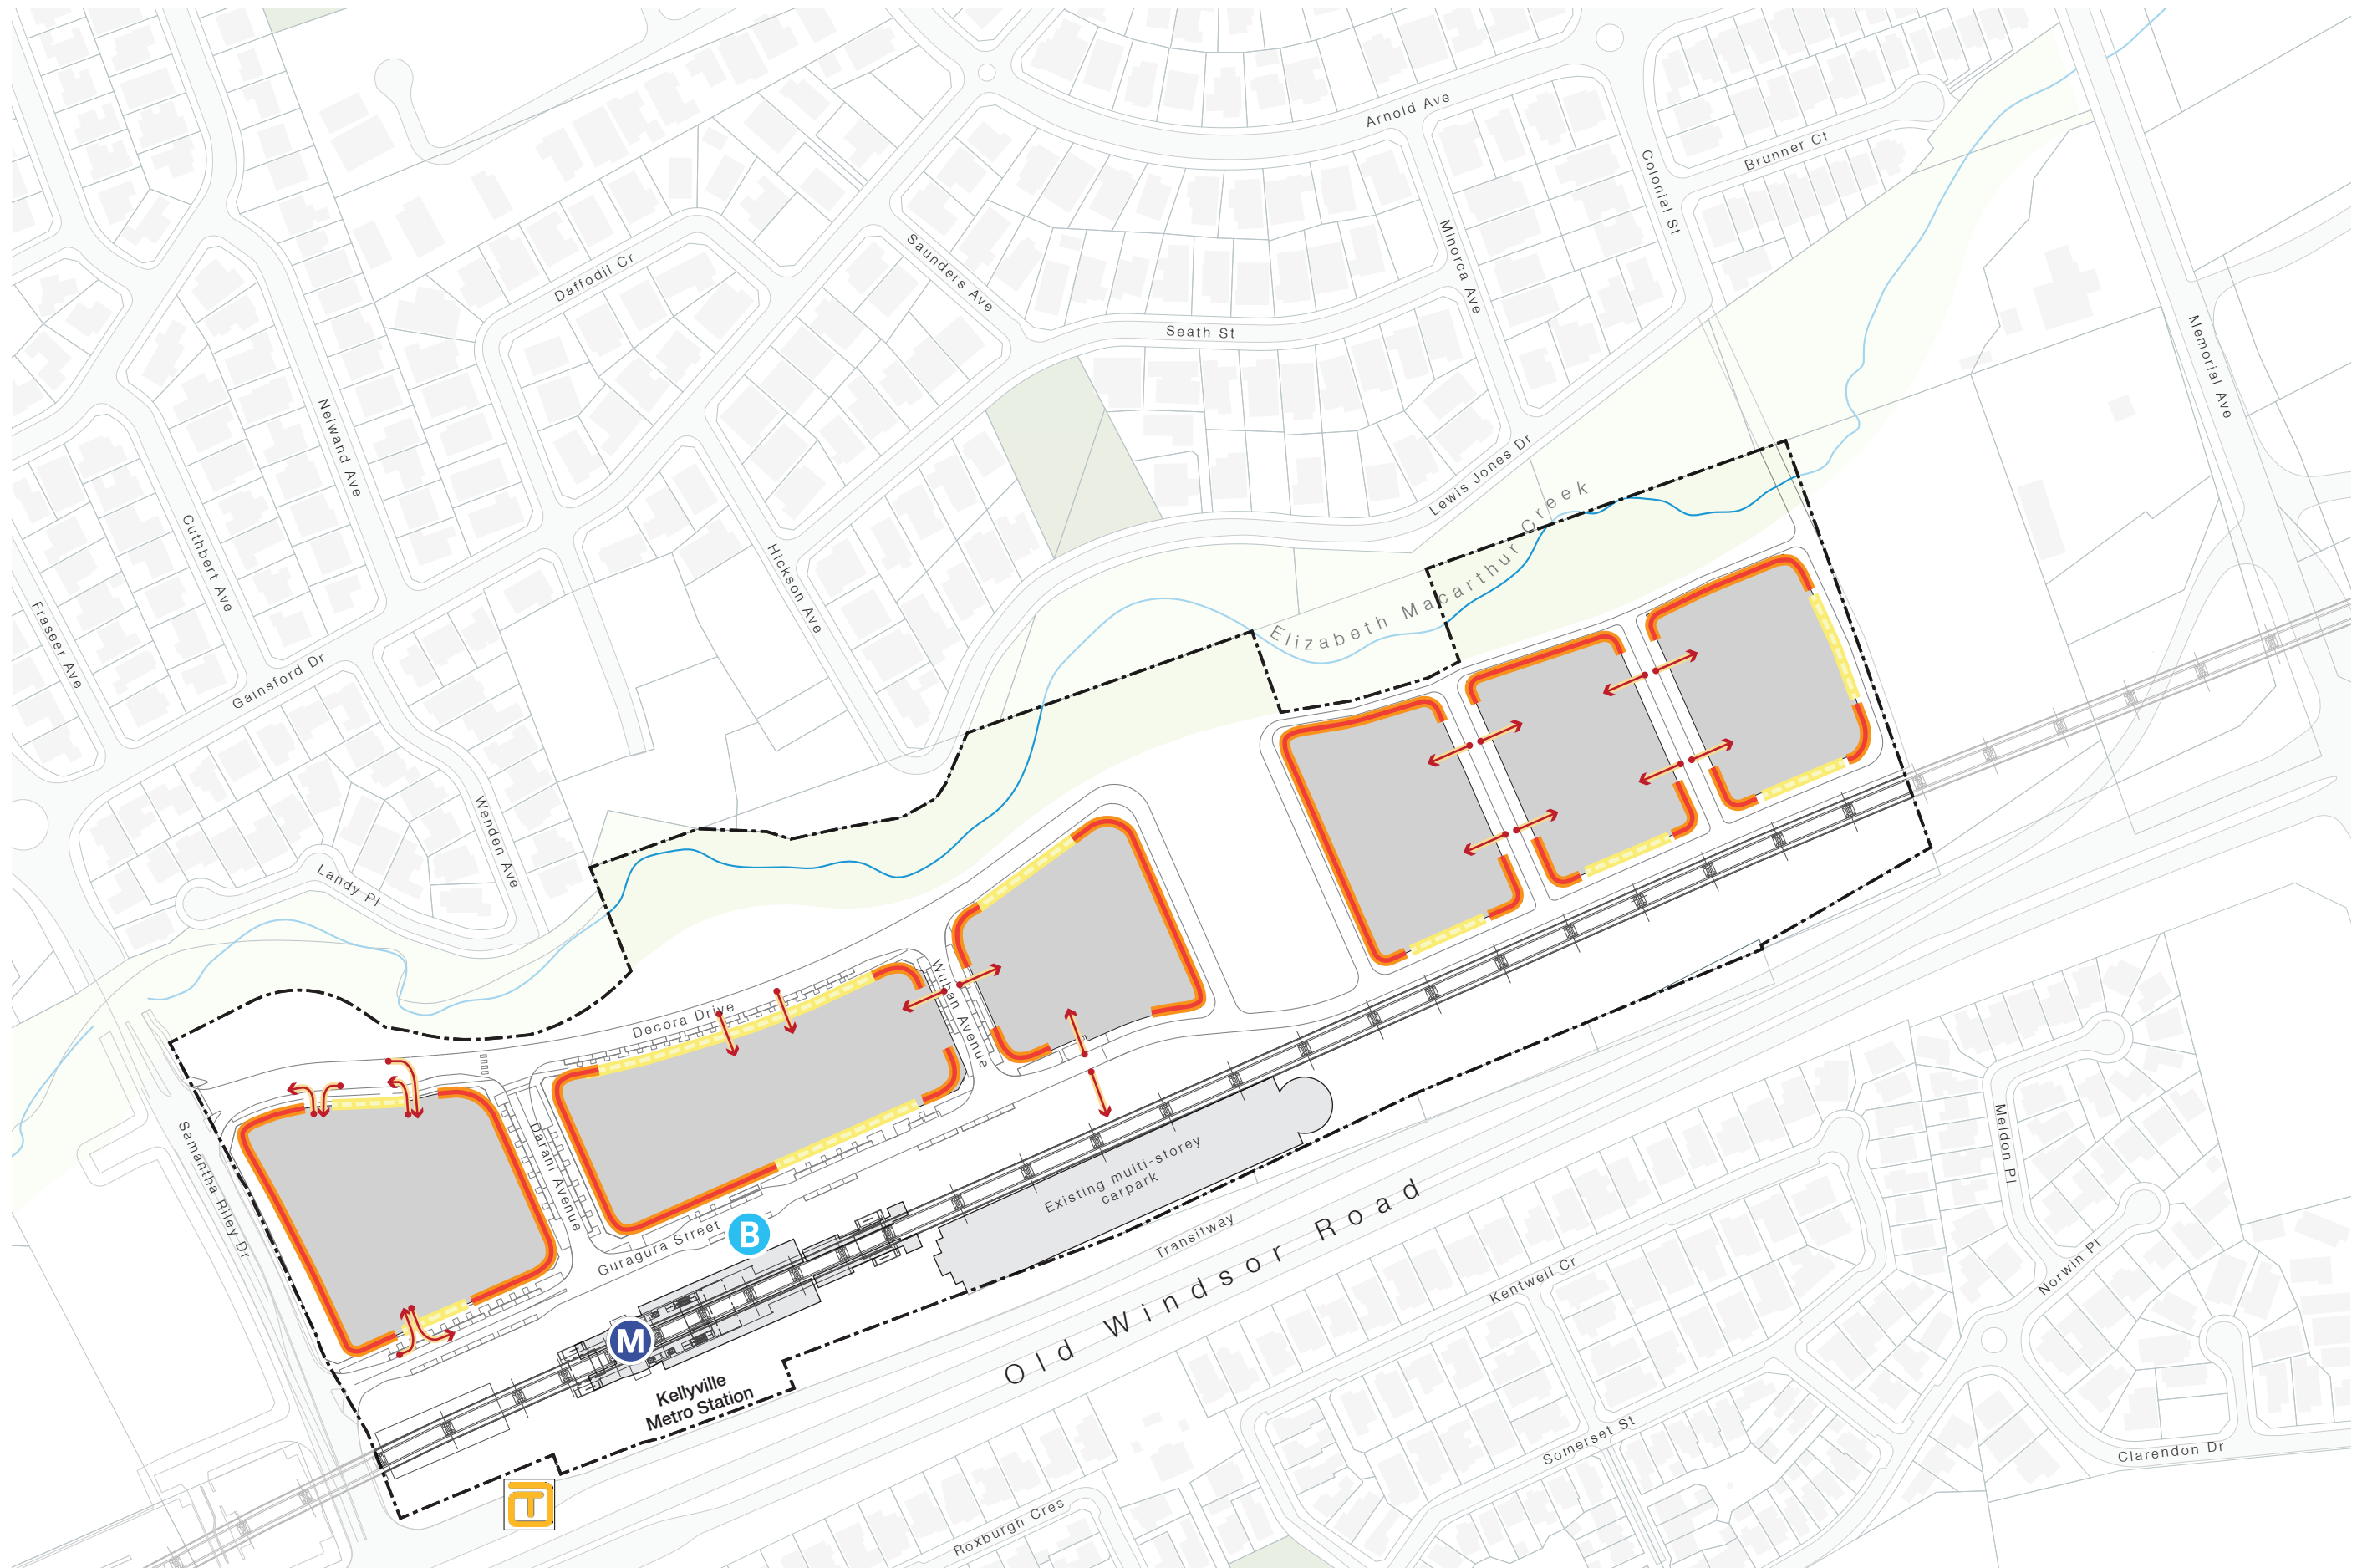 Arnold Ave
Brunner Ct
Colonial St
Minorca Ave
Saunders Ave
Daffodil Cr
Seath St
Memorial Ave
Neiwand Ave
Lewis Jones Dr
Elizabeth Macarthur Creek
Cuthbert Ave
Hickson Ave
Fraseer Ave
Gainsford Dr
Wenden Ave
Landy Pl
Decora Drive
Wuban Avenue
Darani Avenue
Samantha Riley Dr
Guragura Street
B
M
Kellyville
Metro Station
Existing multi-storey
carpark
Transitway
Old Windsor Road
T
Meldon Pl
Norwin Pl
Kentwell Cr
Somerset St
Clarendon Dr
Roxburgh Cres